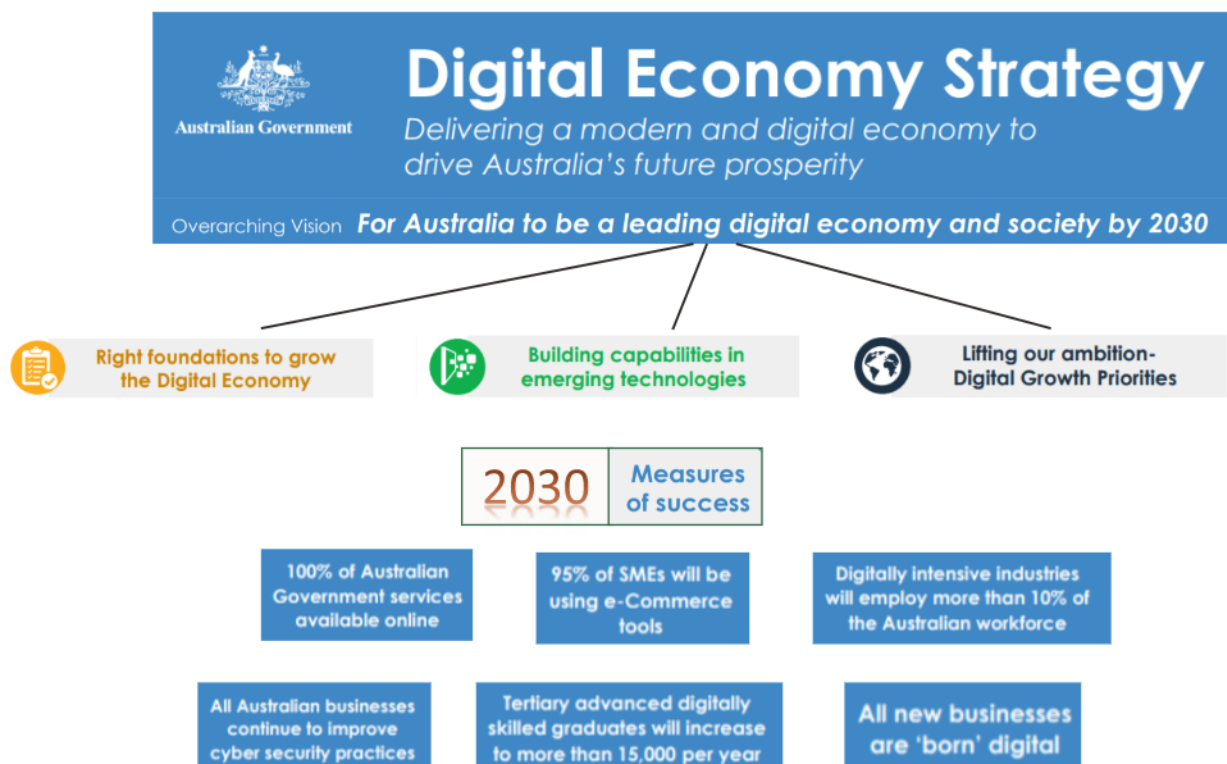 Australian Government
Digital Economy Strategy
Delivering a modern and digital economy to
drive Australia's future prosperity
Overarching Vision For Australia to be a leading digital economy and society by 2030
Right foundations to grow
the Digital Economy
Building capabilities in
emerging technologies
Lifting our ambition-
Digital Growth Priorities
2030
Measures
of success
100% of Australian
Government services
available online
95% of SMEs will be
using e-Commerce
tools
Digitally intensive industries
will employ more than 10% of
the Australian workforce
All Australian businesses
continue to improve
cyber security practices
Tertiary advanced digitally
skilled graduates will increase
to more than 15,000 per year
All new businesses
are 'born' digital